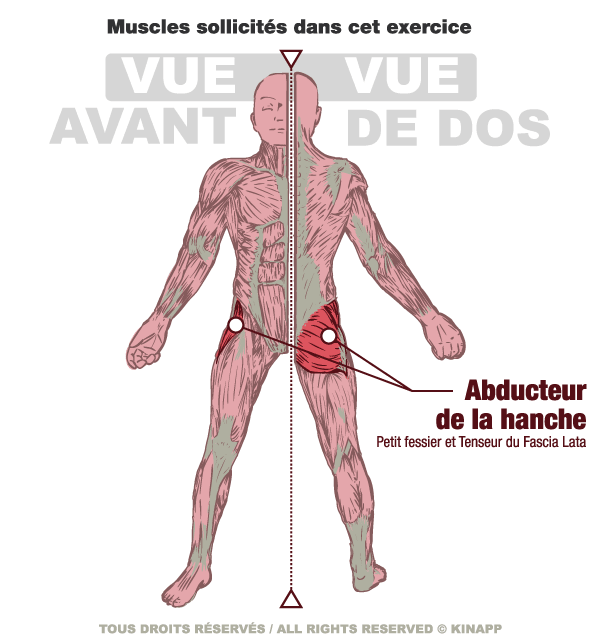 Muscles sollicités dans cet exercice
VUE
AVANT
VUE
DE DOS
Abducteur
de la hanche
Petit fessier et Tenseur du Fascia Lata
TOUS DROITS RÉSERVÉS / ALL RIGHTS RESERVED © KINAPP